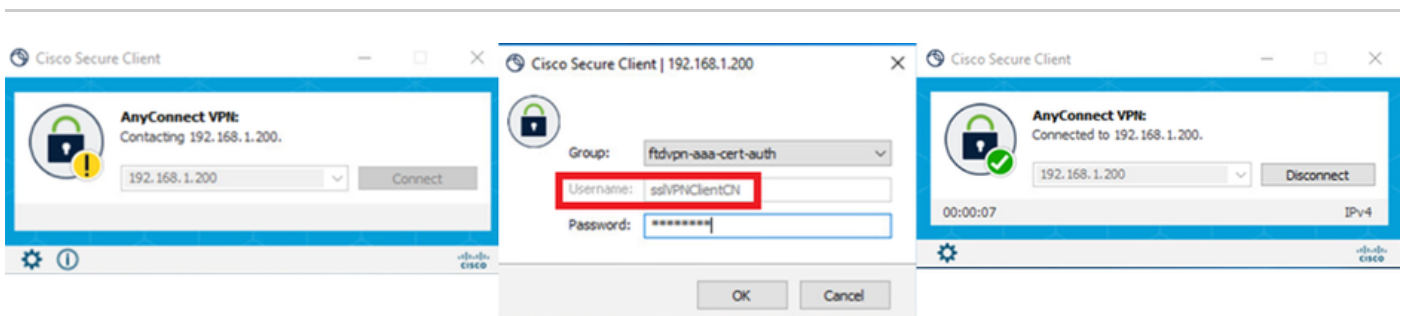 Cisco Secure Client
AnyConnect VPN:
Contacting 192.168.1.200.
192.168.1.200
Connect
CISCO
Cisco Secure Client | 192.168.1.200
Group:
ftdvpn-aaa-cert-auth
Username:
sslVPNClientCN
Password:
********
OK
Cancel
Cisco Secure Client
AnyConnect VPN:
Connected to 192.168.1.200.
192.168.1.200
Disconnect
00:00:07
IPv4
CISCO